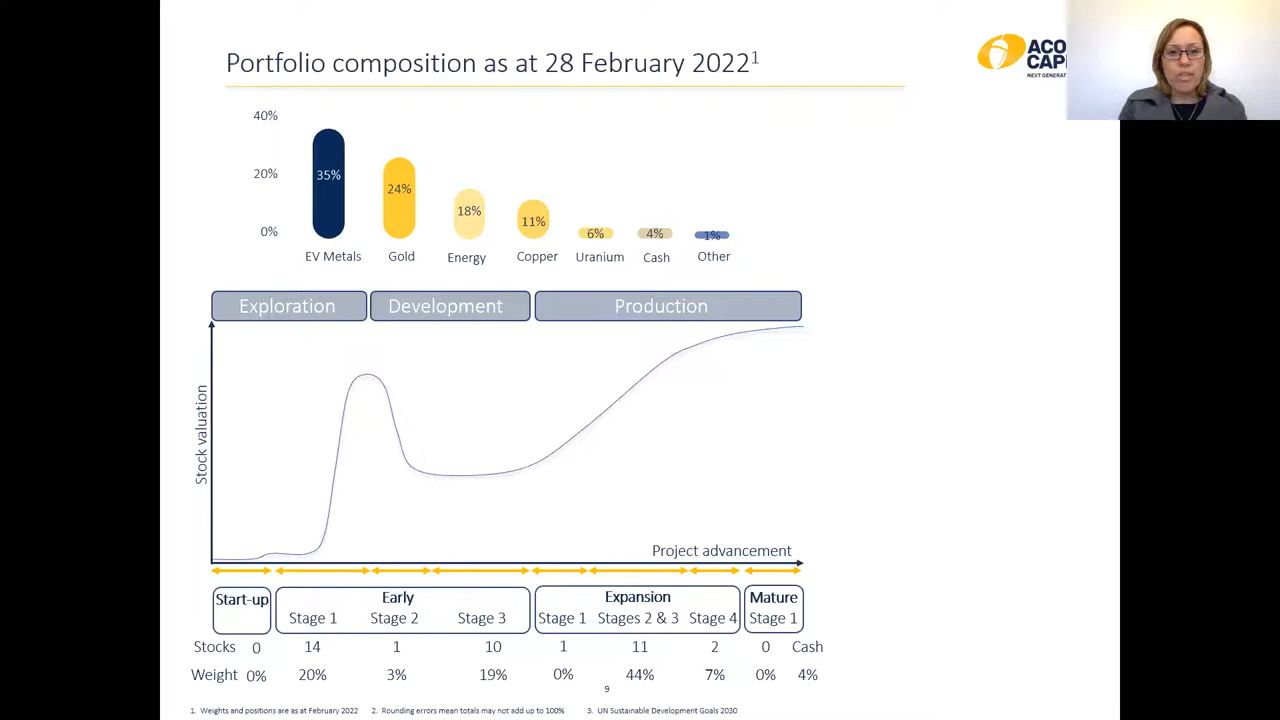 Portfolio composition as at 28 February 2022¹
ACO
CAP
NEXT GENERAT
40%
20%
0%
35%
24%
18%
11%
6%
4%
1%
EV Metals
Gold
Energy
Copper
Uranium
Cash
Other
Exploration
Development
Production
Stock valuation
Project advancement
Start-up
Early
Expansion
Mature
Stage 1
Stage 2
Stage 3
Stage 1
Stages 2 & 3
Stage 4
Stage 1
Stocks 0 14 1 10 1 11 2 0 Cash
Weight 0% 20% 3% 19% 0% 44% 7% 0% 4%
9
1. Weights and positions are as at February 2022 2. Rounding errors mean totals may not add up to 100% 3. UN Sustainable Development Goals 2030